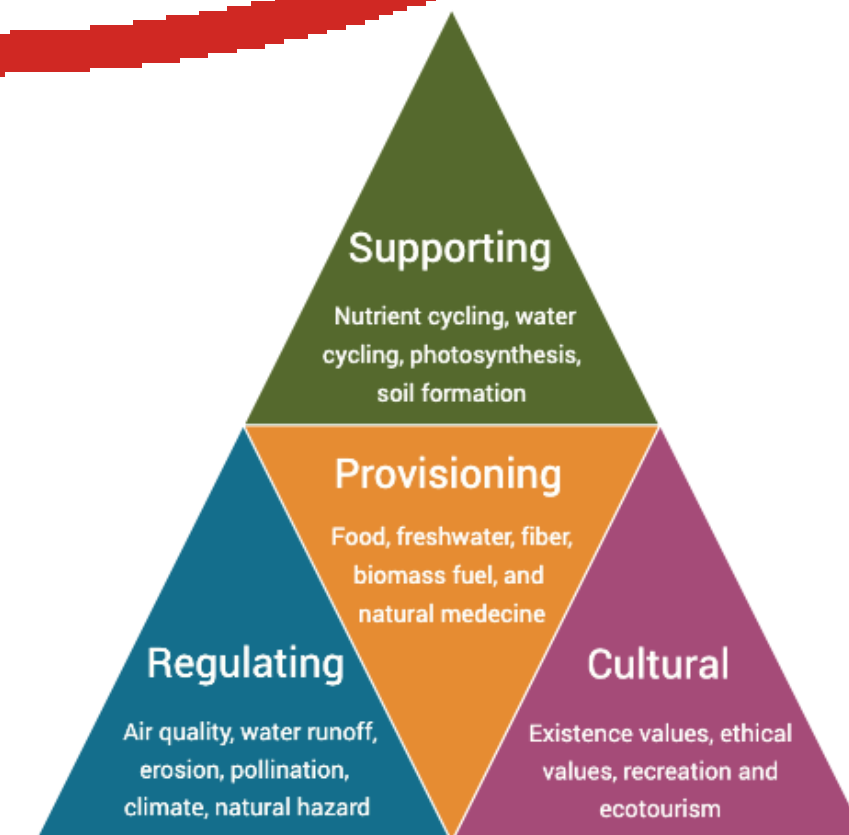 Supporting
Nutrient cycling, water
cycling, photosynthesis,
soil formation
Provisioning
Food, freshwater, fiber,
biomass fuel, and
natural medecine
Regulating
Air quality, water runoff,
erosion, pollination,
climate, natural hazard
Cultural
Existence values, ethical
values, recreation and
ecotourism